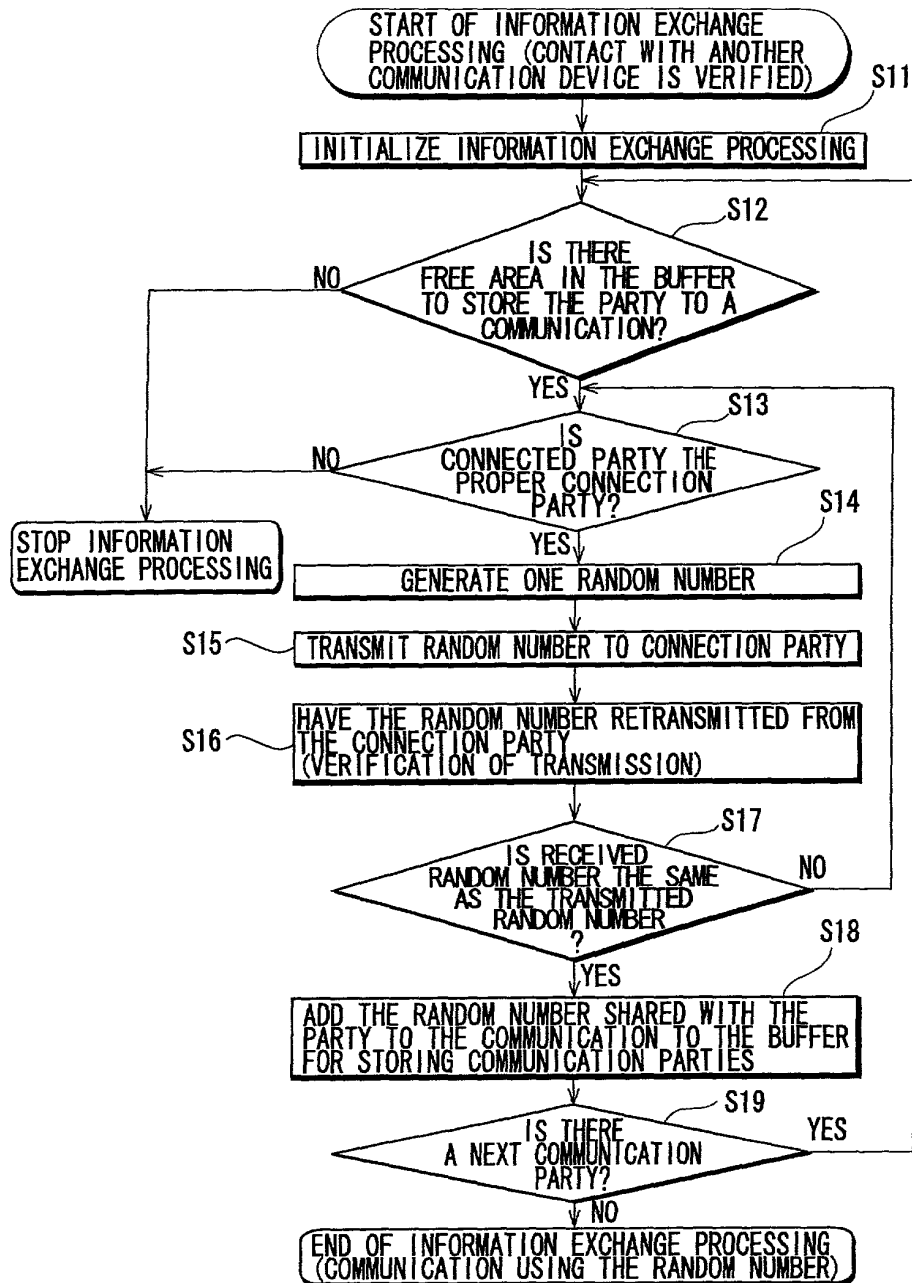 START OF INFORMATION EXCHANGE
PROCESSING (CONTACT WITH ANOTHER
COMMUNICATION DEVICE IS VERIFIED)
S11
INITIALIZE INFORMATION EXCHANGE PROCESSING
S12
IS THERE
FREE AREA IN THE BUFFER
TO STORE THE PARTY TO A
COMMUNICATION?
NO
YES
S13
IS
CONNECTED PARTY THE
PROPER CONNECTION
PARTY?
NO
YES
STOP INFORMATION
EXCHANGE PROCESSING
S14
GENERATE ONE RANDOM NUMBER
S15
TRANSMIT RANDOM NUMBER TO CONNECTION PARTY
S16
HAVE THE RANDOM NUMBER RETRANSMITTED FROM
THE CONNECTION PARTY
(VERIFICATION OF TRANSMISSION)
S17
IS RECEIVED
RANDOM NUMBER THE SAME
AS THE TRANSMITTED
RANDOM NUMBER
?
NO
YES
S18
ADD THE RANDOM NUMBER SHARED WITH THE
PARTY TO THE COMMUNICATION TO THE BUFFER
FOR STORING COMMUNICATION PARTIES
S19
IS THERE
A NEXT COMMUNICATION
PARTY?
YES
NO
END OF INFORMATION EXCHANGE PROCESSING
(COMMUNICATION USING THE RANDOM NUMBER)